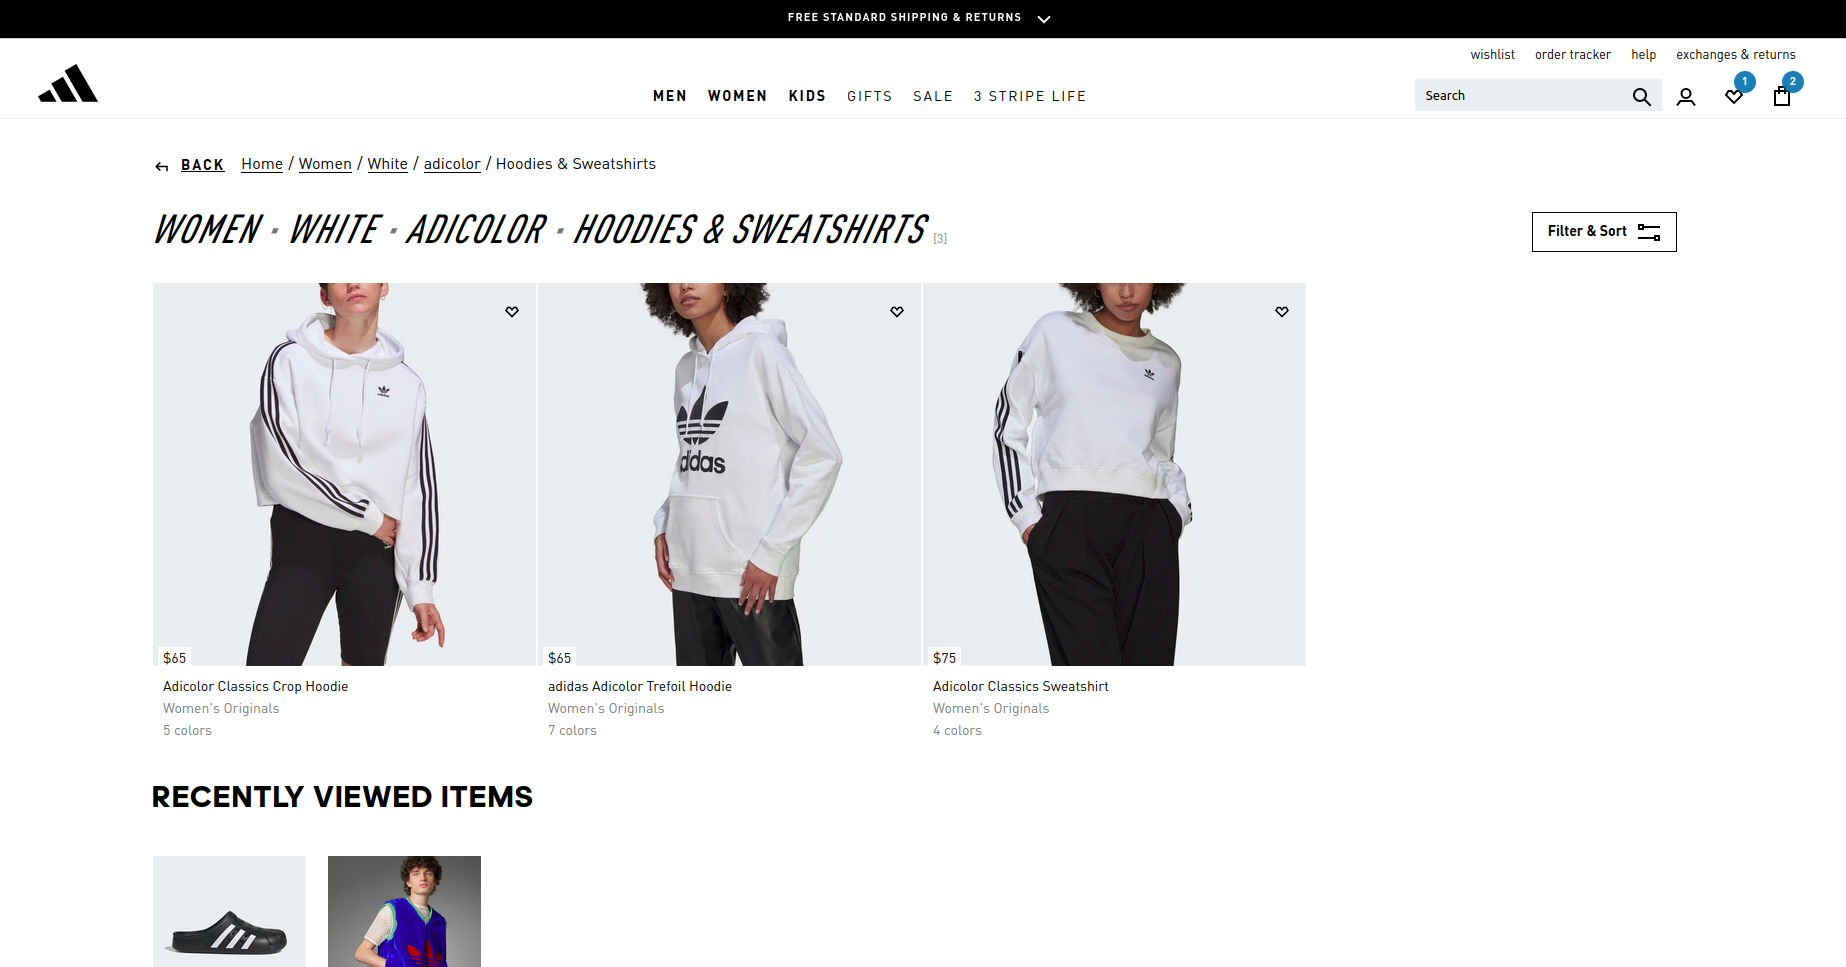 FREE STANDARD SHIPPING & RETURNS
wishlist order tracker help exchanges & returns
MEN WOMEN KIDS GIFTS SALE 3 STRIPE LIFE
Search
1
2
BACK Home / Women / White / adicolor / Hoodies & Sweatshirts
WOMEN · WHITE · ADICOLOR · HOODIES & SWEATSHIRTS [3]
Filter & Sort
adidas
$65
Adicolor Classics Crop Hoodie
Women's Originals
5 colors
$65
adidas Adicolor Trefoil Hoodie
Women's Originals
7 colors
$75
Adicolor Classics Sweatshirt
Women's Originals
4 colors
RECENTLY VIEWED ITEMS